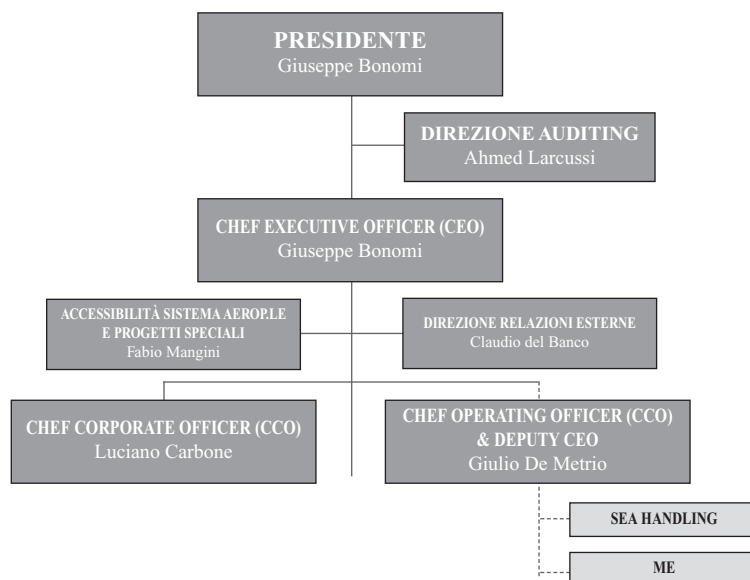 PRESIDENTE
Giuseppe Bonomi
DIREZIONE AUDITING
Ahmed Larcussi
CHEF EXECUTIVE OFFICER (CEO)
Giuseppe Bonomi
ACCESSIBILITÀ SISTEMA AEROP.LE
E PROGETTI SPECIALI
Fabio Mangini
DIREZIONE RELAZIONI ESTERNE
Claudio del Banco
CHEF CORPORATE OFFICER (CCO)
Luciano Carbone
CHEF OPERATING OFFICER (CCO)
& DEPUTY CEO
Giulio De Metrio
SEA HANDLING
ME